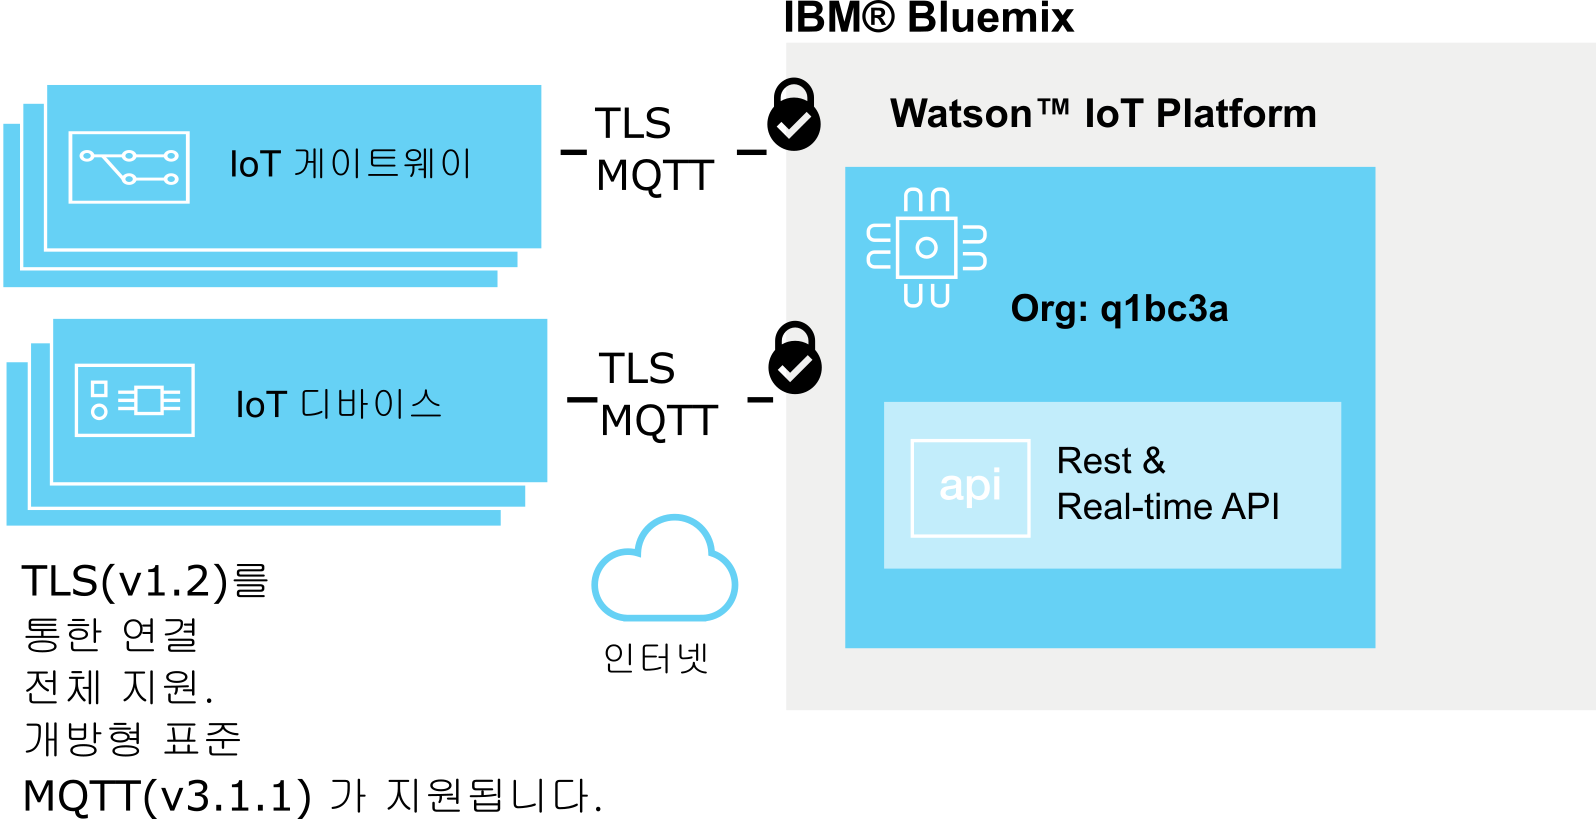 IBM® Bluemix
Watson™ IoT Platform
IoT 게이트웨이
TLS
MQTT
Org: q1bc3a
IoT 디바이스
TLS
MQTT
api
Rest &
Real-time API
인터넷
TLS(v1.2)를
통한 연결
전체 지원.
개방형 표준
MQTT(v3.1.1) 가 지원됩니다.